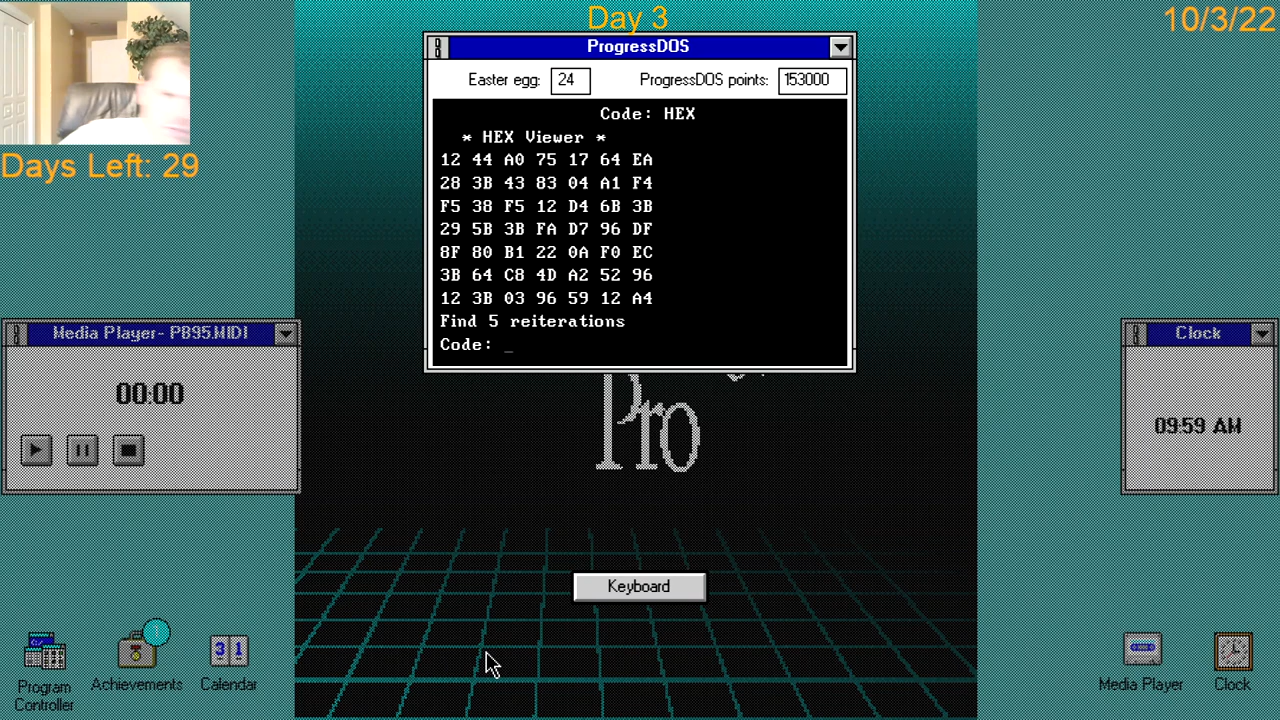 Day 3
10/3/22
ProgressDOS
Easter egg: 24 ProgressDOS points: 153000
Code: HEX
* HEX Viewer *
12 44 A0 75 17 64 EA
28 3B 43 83 04 A1 F4
F5 38 F5 12 D4 6B 3B
29 5B 3B FA D7 96 DF
8F 80 B1 22 0A F0 EC
3B 64 C8 4D A2 52 96
12 3B 03 96 59 12 A4
Find 5 reiterations
Code: _
Days Left: 29
Media Player- PB95.MIDI
00:00
Clock
09:59 AM
Pro
Keyboard
Program
Controller
Achievements
1
Calendar
31
Media Player
Clock